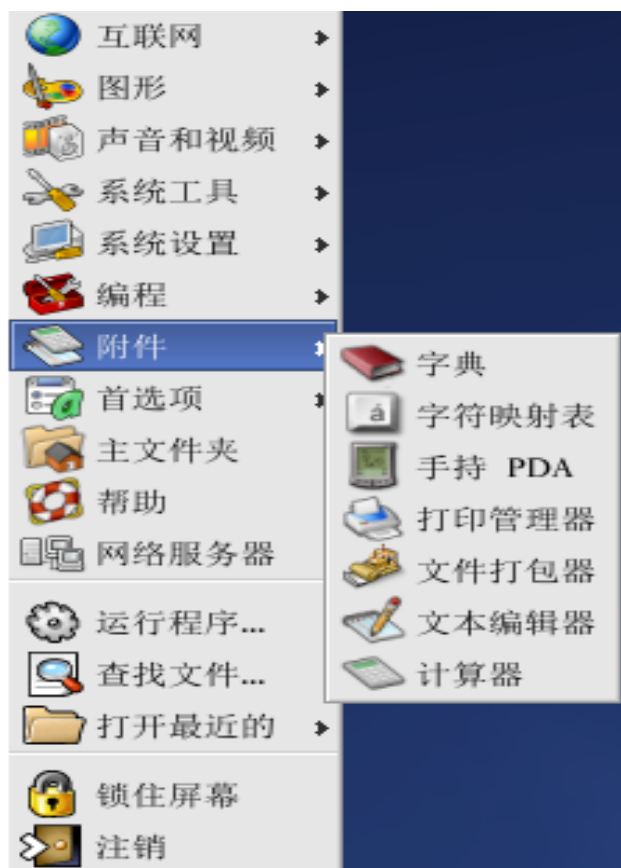 互联网
图形
声音和视频
系统工具
系统设置
编程
附件
首选项
主文件夹
帮助
网络服务器
运行程序...
查找文件...
打开最近的
锁住屏幕
注销
字典
á
字符映射表
手持 PDA
打印管理器
文件打包器
文本编辑器
计算器